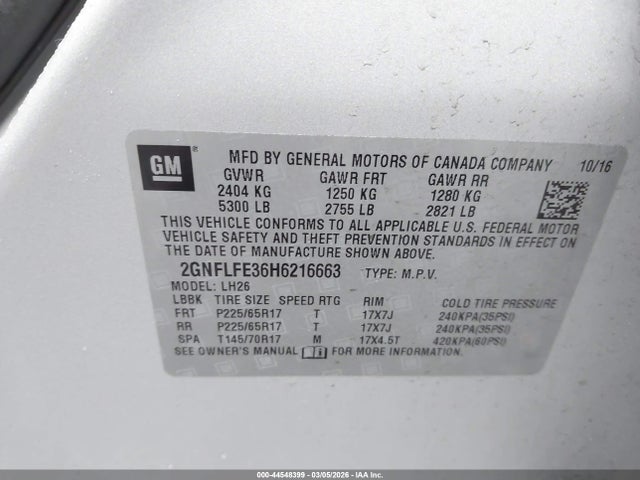 GM®
MFD BY GENERAL MOTORS OF CANADA COMPANY 10/16
GVWR GAWR FRT GAWR RR
2404 KG 1250 KG 1280 KG
5300 LB 2755 LB 2821 LB
THIS VEHICLE CONFORMS TO ALL APPLICABLE U.S. FEDERAL MOTOR
VEHICLE SAFETY AND THEFT PREVENTION STANDARDS IN EFFECT ON
THE DATE OF MANUFACTURE SHOWN ABOVE.
2GNFLFE36H6216663 TYPE: M.P.V.
MODEL: LH26
LBBK TIRE SIZE SPEED RTG RIM COLD TIRE PRESSURE
FRT P225/65R17 T 17X7J 240KPA(35PSI)
RR P225/65R17 T 17X7J 240KPA(35PSI)
SPA T145/70R17 M 17X4.5T 420KPA(60PSI)
SEE OWNER'S MANUAL FOR MORE INFORMATION.
000-44548399 - 03/05/2026 - IAA Inc.